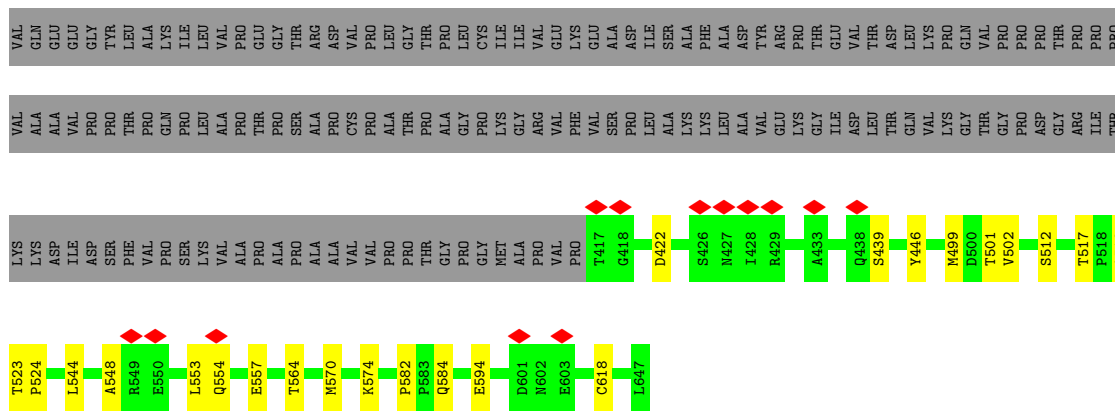 VAL GLN GLU GLU GLY TYR LEU ALA LYS ILE LEU VAL PRO GLU GLY THR ARG ASP VAL PRO LEU GLY THR PRO LEU CYS ILE ILE VAL GLU LYS GLU ALA ASP ILE SER ALA PHE ALA ASP TYR ARG PRO THR GLU VAL THR ASP LEU LYS PRO GLN VAL PRO PRO PRO THR PRO PRO PRO
VAL ALA ALA VAL PRO PRO THR PRO GLN PRO LEU ALA PRO THR PRO SER ALA PRO CYS PRO ALA THR PRO ALA GLY PRO LYS GLY ARG VAL PHE VAL SER PRO LEU ALA LYS LYS LEU ALA VAL GLU LYS GLY ILE ASP LEU THR GLN VAL LYS GLY THR GLY PRO ASP GLY ARG ILE THR
LYS LYS ASP ILE ASP SER PHE VAL PRO SER LYS VAL ALA PRO ALA PRO ALA ALA VAL VAL PRO PRO THR GLY PRO GLY MET ALA PRO VAL PRO T417 G418 D422 S426 N427 I428 R429 A433 Q438 S439 Y446 M499 D500 T501 V502 S512 T517 P518
T523 P524 L544 A548 R549 E550 L553 Q554 E557 T564 M570 K574 P582 P583 Q584 E594 D601 N602 E603 C618 L647